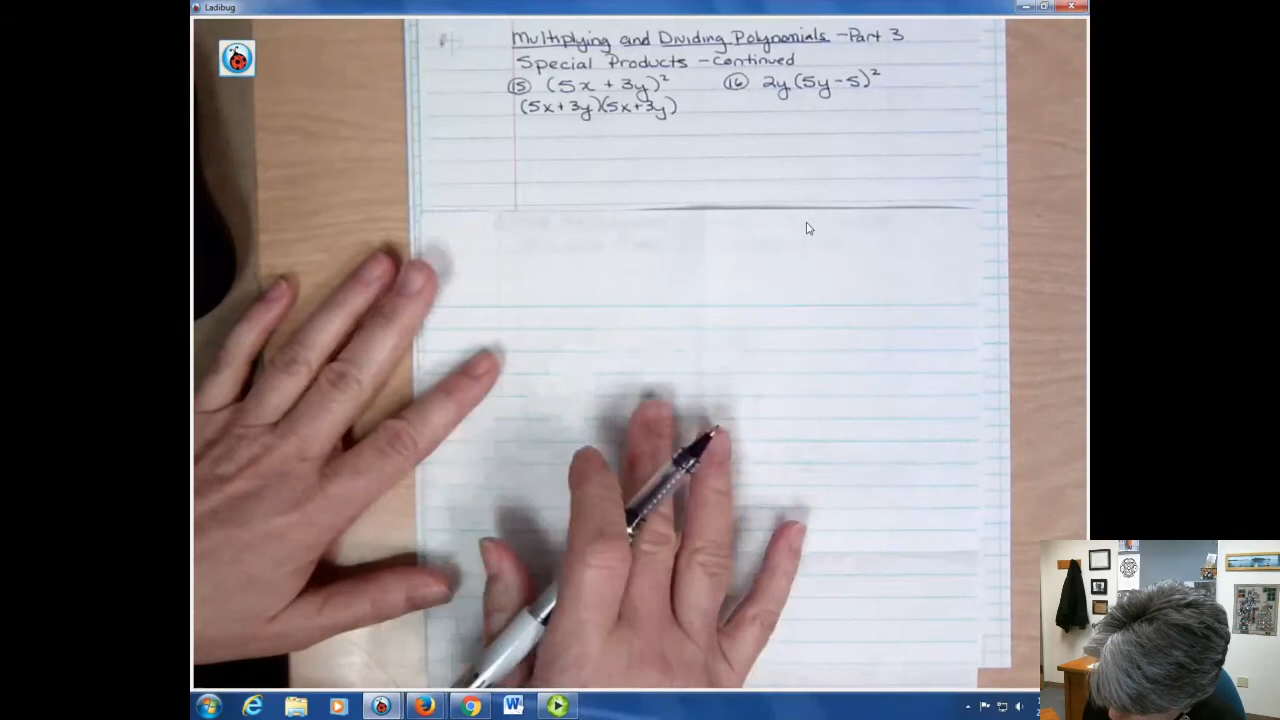 Ladibug
Multiplying and Dividing Polynomials - Part 3
Special Products - Continued
⑮ (5x + 3y)² ⑯ 2y(5y - 5)²
(5x+3y)(5x+3y)